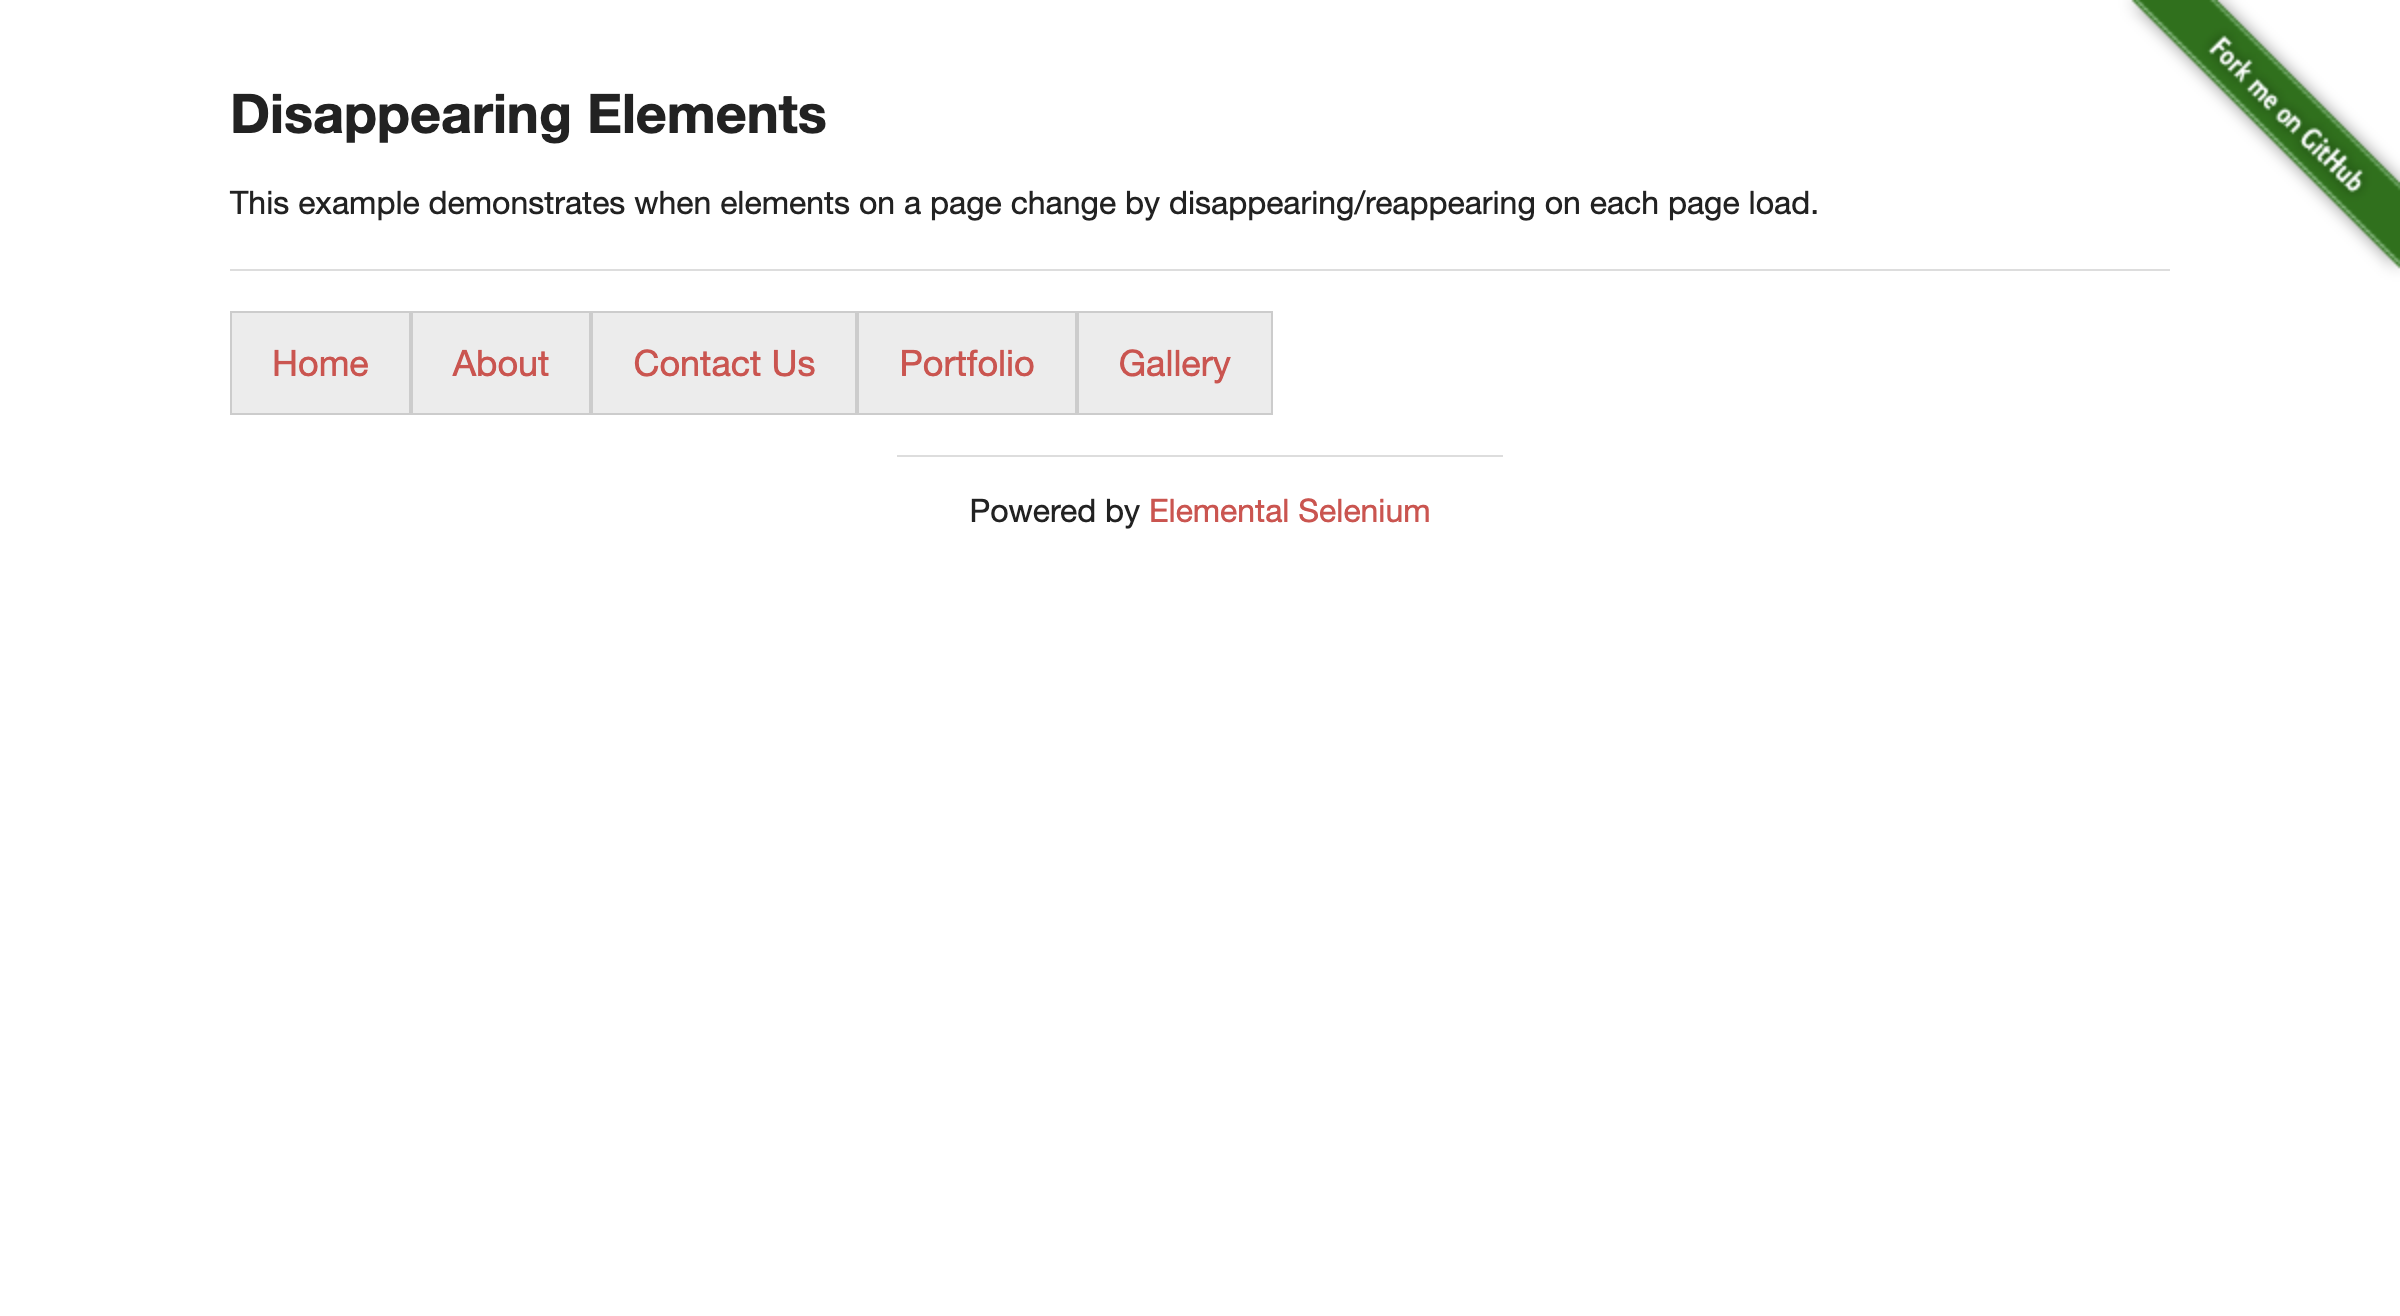 Fork me on GitHub
Disappearing Elements
This example demonstrates when elements on a page change by disappearing/reappearing on each page load.
Home About Contact Us Portfolio Gallery
Powered by Elemental Selenium